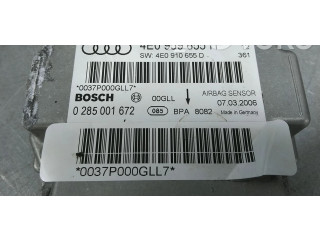 SW: 4E0 910 655 D
361
*0037P000GLL7*
BOSCH
00GLL
AIRBAG SENSOR
07.03.2006
0 285 001 672
085
BPA 8082
Made in Germany
*0037P000GLL7*